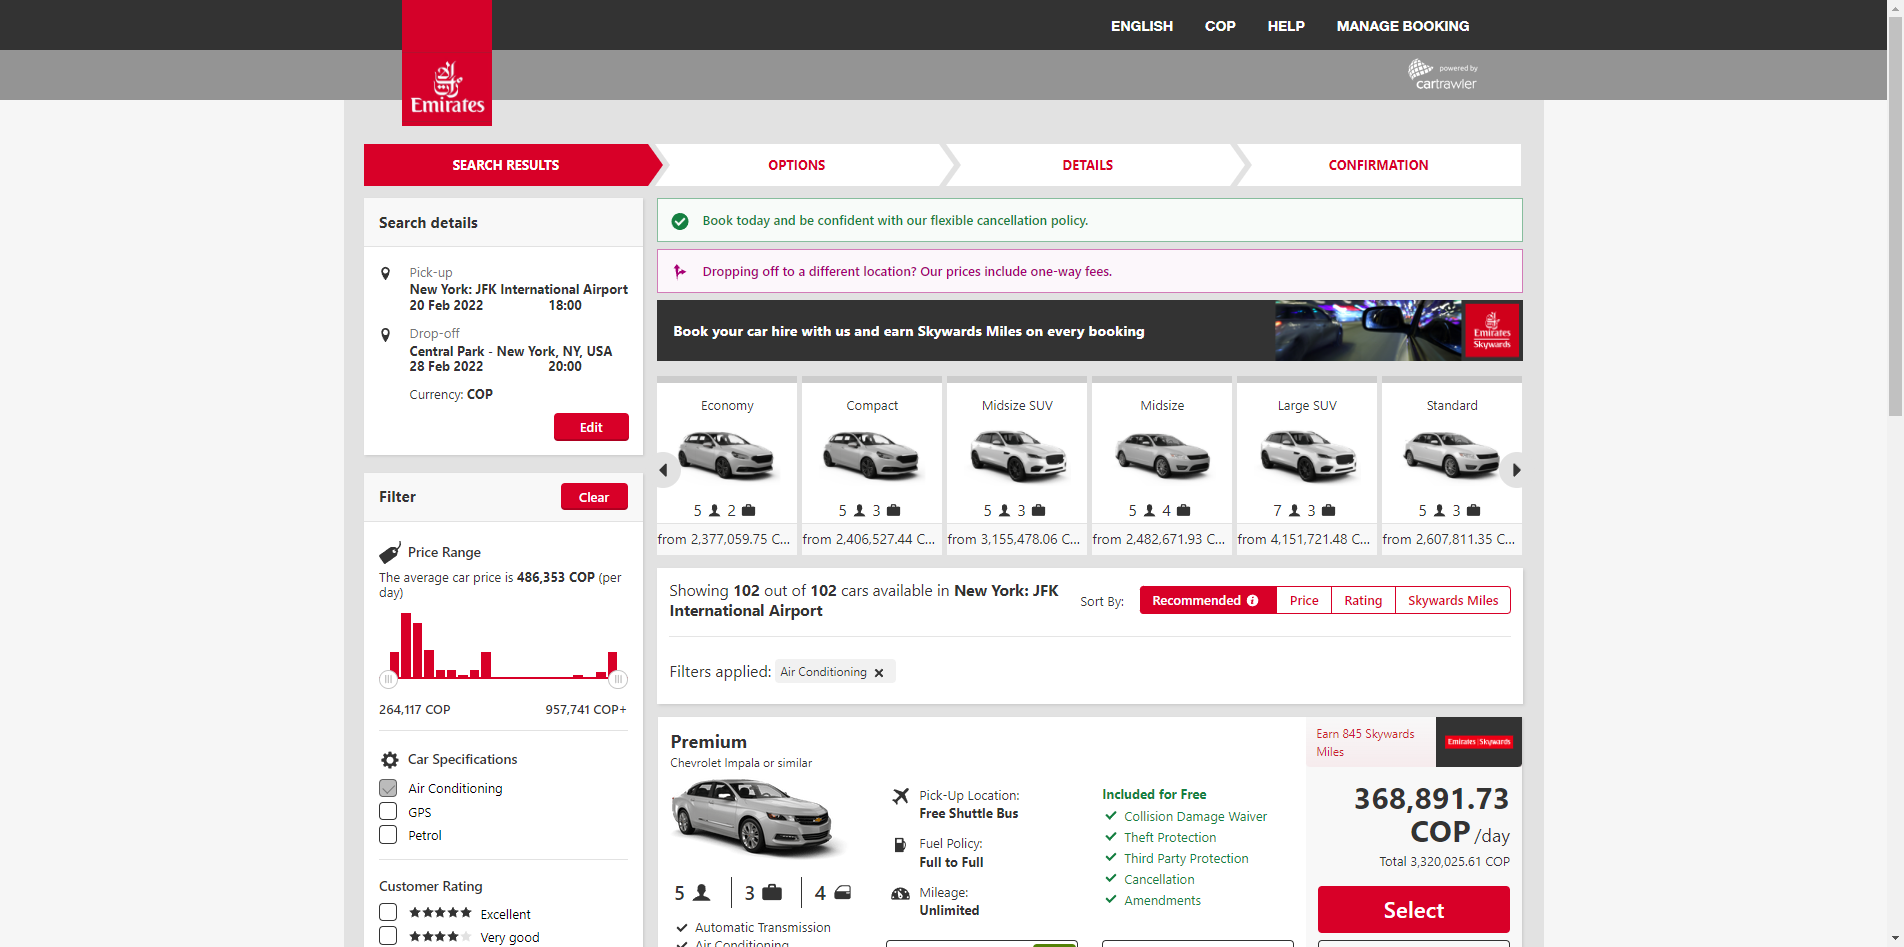 ENGLISH COP HELP MANAGE BOOKING
powered by
cartrawler
Emirates
SEARCH RESULTS
OPTIONS
DETAILS
CONFIRMATION
Search details
Pick-up
New York: JFK International Airport
20 Feb 2022 18:00
Drop-off
Central Park - New York, NY, USA
28 Feb 2022 20:00
Currency: COP
Edit
Filter
Clear
Price Range
The average car price is 486,353 COP (per
day)
264,117 COP 957,741 COP+
Car Specifications
Air Conditioning
GPS
Petrol
Customer Rating
Excellent
Very good
Book today and be confident with our flexible cancellation policy.
Dropping off to a different location? Our prices include one-way fees.
Book your car hire with us and earn Skywards Miles on every booking
Emirates
Skywards
Economy
5 2
from 2,377,059.75 C...
Compact
5 3
from 2,406,527.44 C...
Midsize SUV
5 3
from 3,155,478.06 C...
Midsize
5 4
from 2,482,671.93 C...
Large SUV
7 3
from 4,151,721.48 C...
Standard
5 3
from 2,607,811.35 C...
Showing 102 out of 102 cars available in New York: JFK
International Airport
Sort By:
Recommended
Price
Rating
Skywards Miles
Filters applied: Air Conditioning
Premium
Chevrolet Impala or similar
5 3 4
Automatic Transmission
Air Conditioning
Pick-Up Location:
Free Shuttle Bus
Fuel Policy:
Full to Full
Mileage:
Unlimited
Included for Free
Collision Damage Waiver
Theft Protection
Third Party Protection
Cancellation
Amendments
Earn 845 Skywards
Miles
Emirates Skywards
368,891.73
COP /day
Total 3,320,025.61 COP
Select